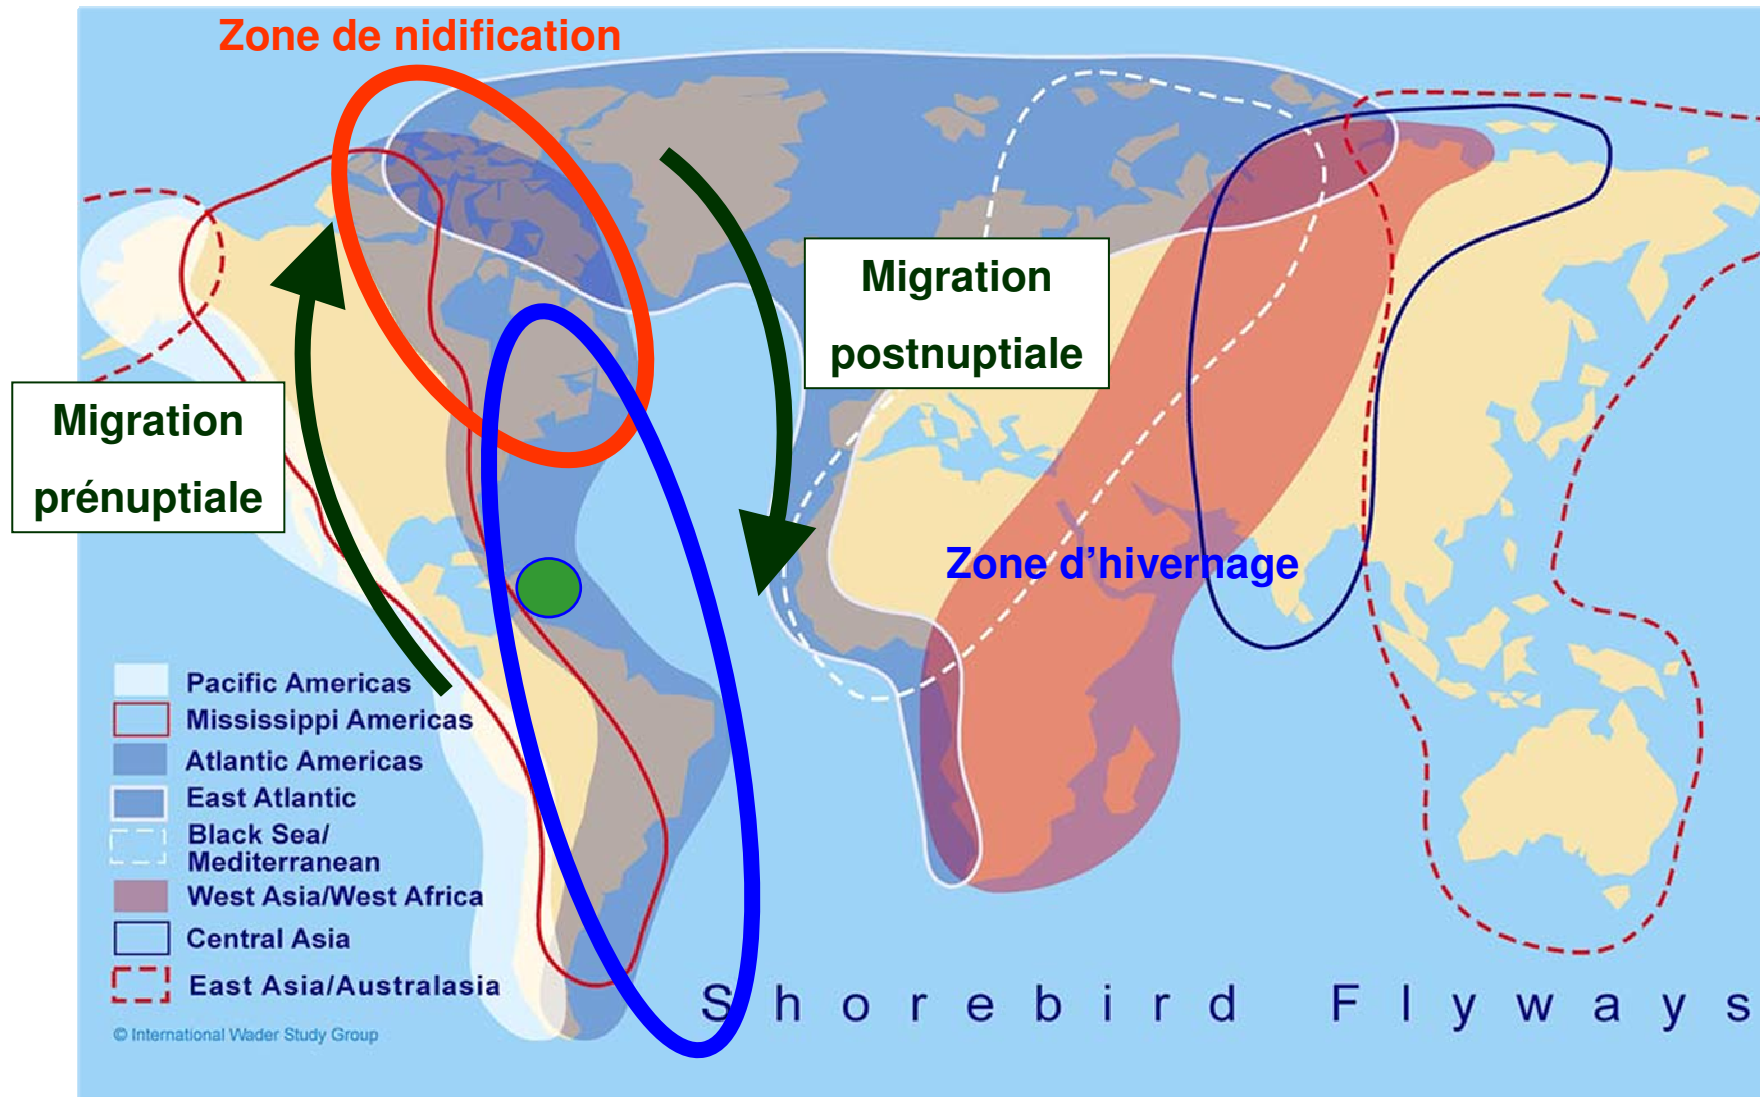 Zone de nidification
Migration
postnuptiale
Migration
prénuptiale
Zone d'hivernage
Pacific Americas
Mississippi Americas
Atlantic Americas
East Atlantic
Black Sea/
Mediterranean
West Asia/West Africa
Central Asia
East Asia/Australasia
Shorebird Flyways
© International Wader Study Group